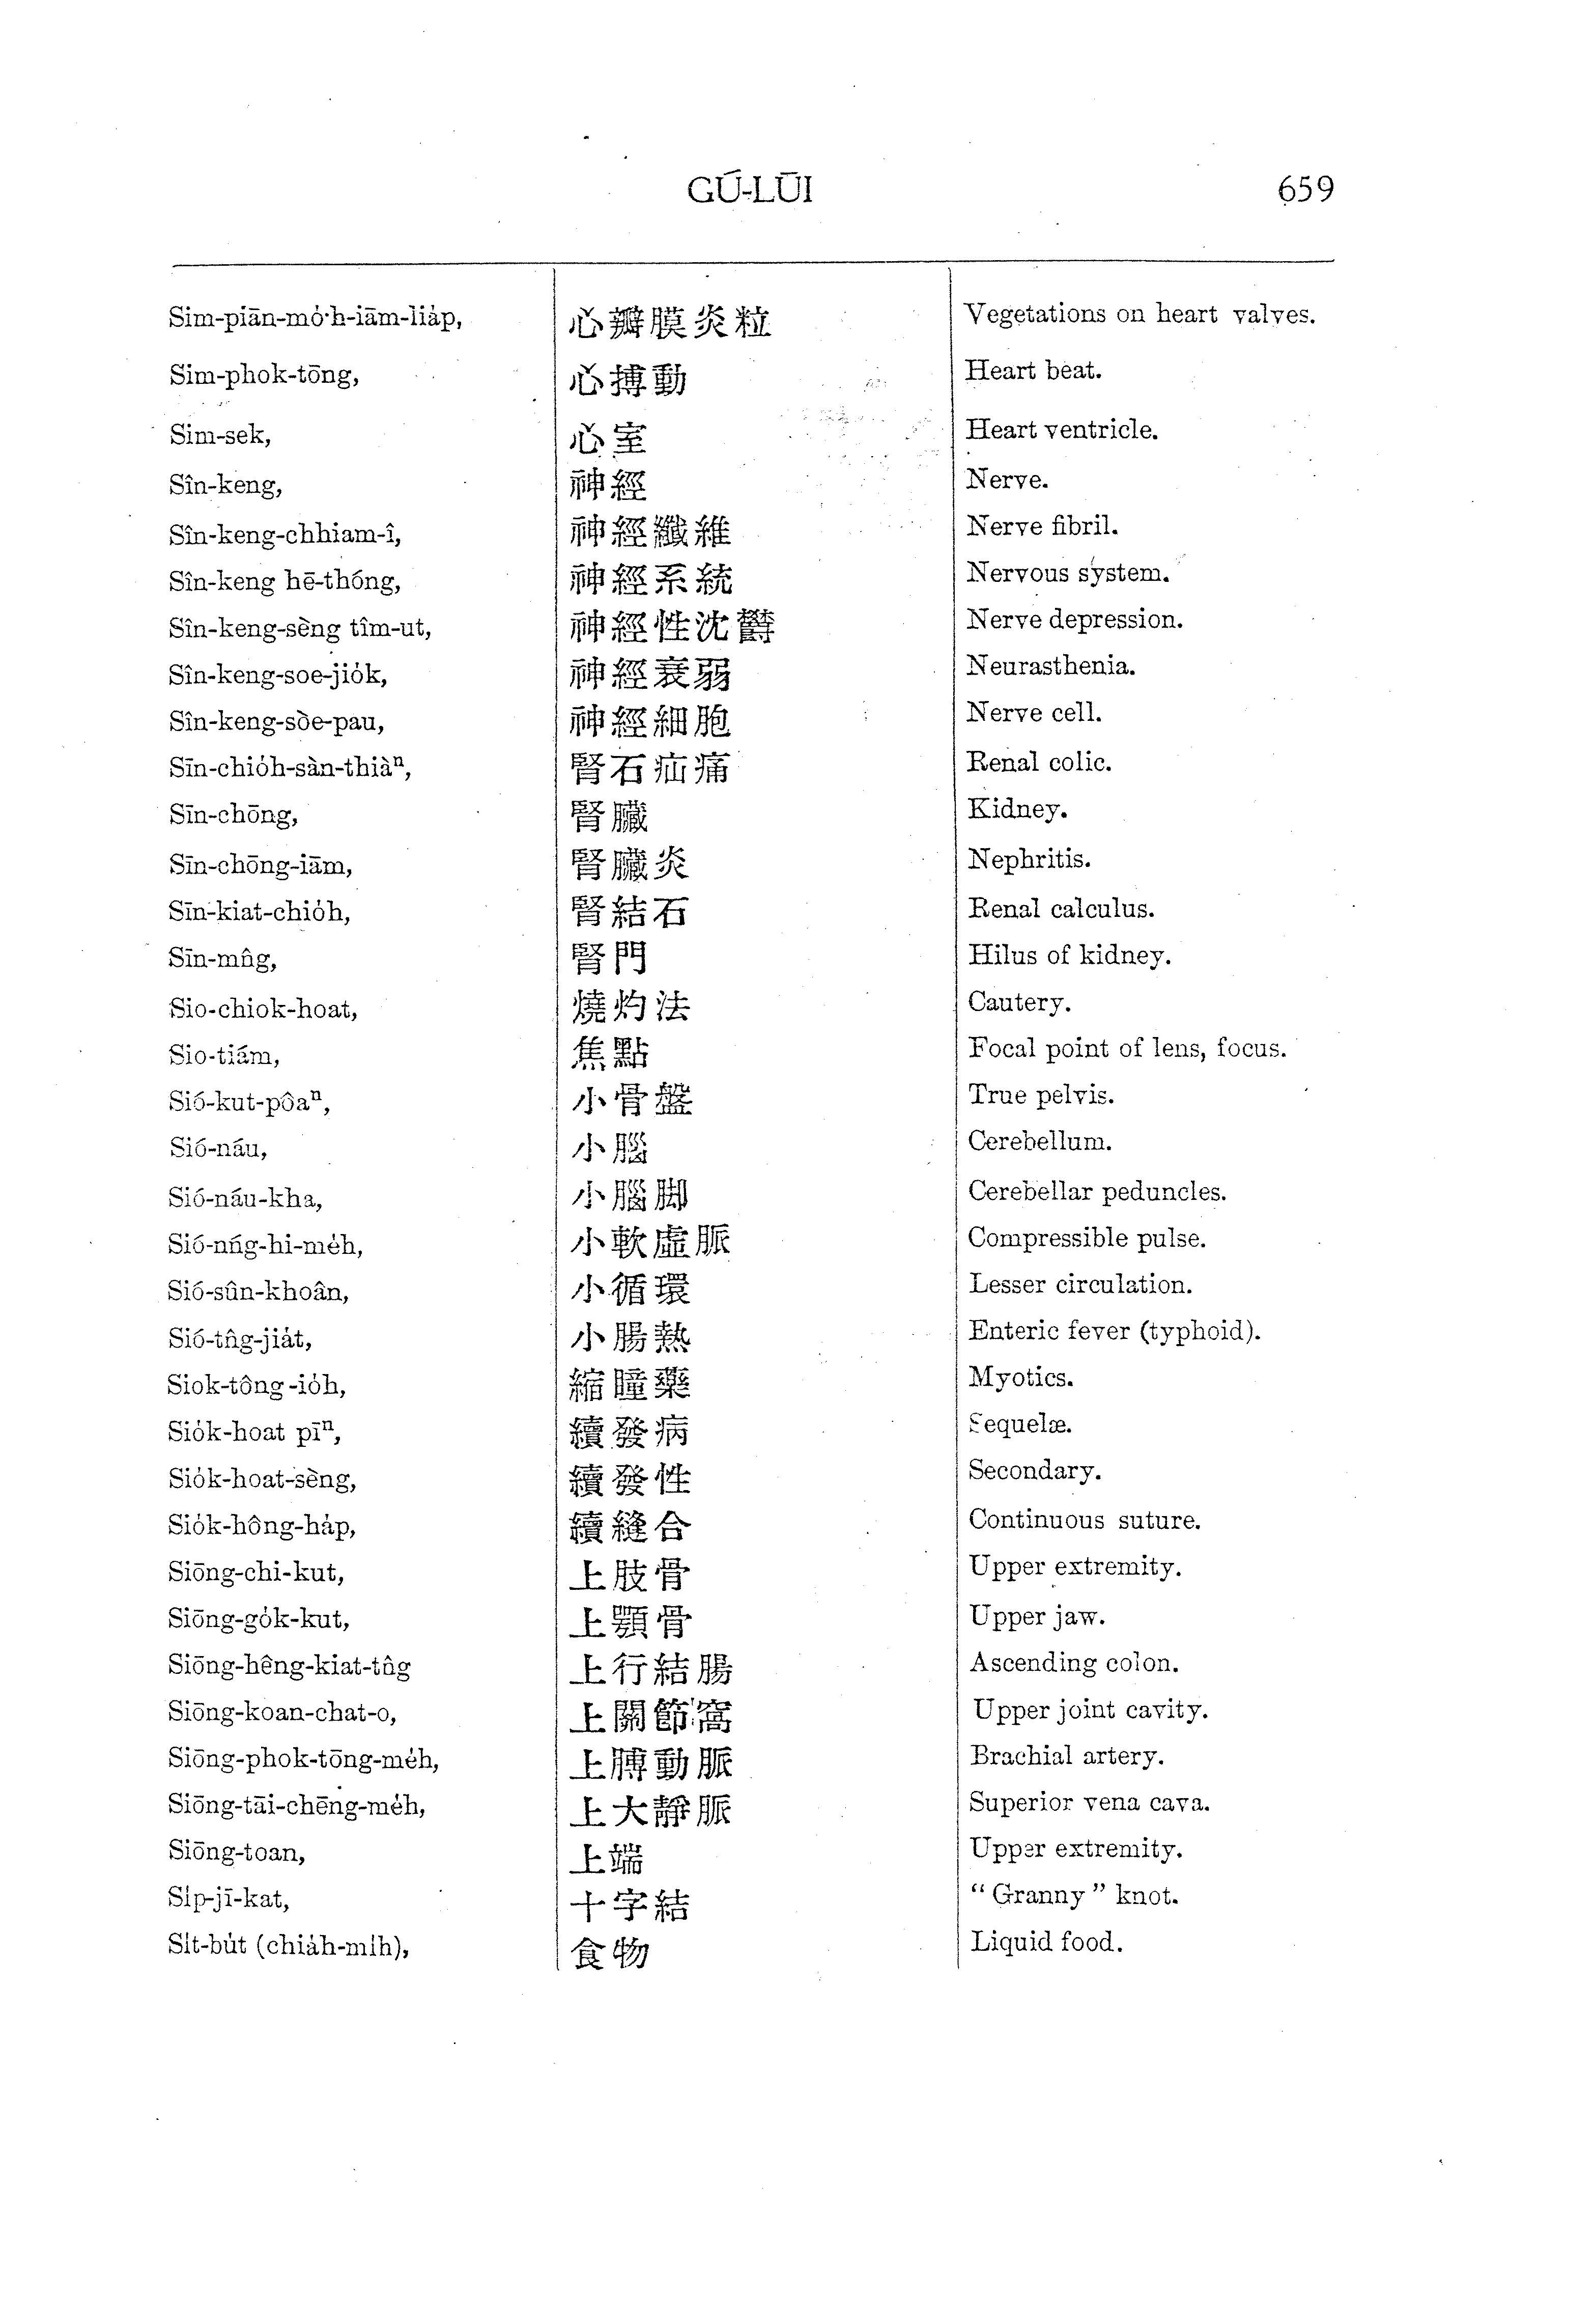 GÚ-LŪI 659
Sim-piān-mo̍·h-iām-lia̍p, 心瓣膜炎粒 Vegetations on heart valves.
Sim-phok-tōng, 心搏動 Heart beat.
Sim-sek, 心室 Heart ventricle.
Sîn-keng, 神經 Nerve.
Sîn-keng-chhiam-î, 神經纖維 Nerve fibril.
Sîn-keng hē-thóng, 神經系統 Nervous system.
Sîn-keng-sèng tîm-ut, 神經性沈欝 Nerve depression.
Sîn-keng-soe-jio̍k, 神經衰弱 Neurasthenia.
Sîn-keng-sòe-pau, 神經細胞 Nerve cell.
Sīn-chio̍h-sàn-thiàⁿ, 腎石疝痛 Renal colic.
Sīn-chōng, 腎臟 Kidney.
Sīn-chōng-iām, 腎臟炎 Nephritis.
Sīn-kiat-chio̍h, 腎結石 Renal calculus.
Sīn-mn̂g, 腎門 Hilus of kidney.
Sio-chiok-hoat, 燒灼法 Cautery.
Sio-tiám, 焦點 Focal point of lens, focus.
Sió-kut-pôaⁿ, 小骨盤 True pelvis.
Sió-náu, 小腦 Cerebellum.
Sió-náu-kha, 小腦脚 Cerebellar peduncles.
Sió-nńg-hi-me̍h, 小軟虛脈 Compressible pulse.
Sió-sûn-khoân, 小循環 Lesser circulation.
Sió-tn̂g-jia̍t, 小腸熱 Enteric fever (typhoid).
Siok-tông-io̍h, 縮瞳藥 Myotics.
Sio̍k-hoat pīⁿ, 續發病 Sequelæ.
Sio̍k-hoat-sèng, 續發性 Secondary.
Sio̍k-hông-ha̍p, 續縫合 Continuous suture.
Siōng-chi-kut, 上肢骨 Upper extremity.
Siōng-go̍k-kut, 上顎骨 Upper jaw.
Siōng-hêng-kiat-tn̂g 上行結腸 Ascending colon.
Siōng-koan-chat-o, 上關節窩 Upper joint cavity.
Siōng-phok-tōng-me̍h, 上膊動脈 Brachial artery.
Siōng-tāi-chēng-me̍h, 上大靜脈 Superior vena cava.
Siōng-toan, 上端 Upper extremity.
Si̍p-jī-kat, 十字結 “Granny” knot.
Si̍t-bu̍t (chia̍h-mi̍h), 食物 Liquid food.